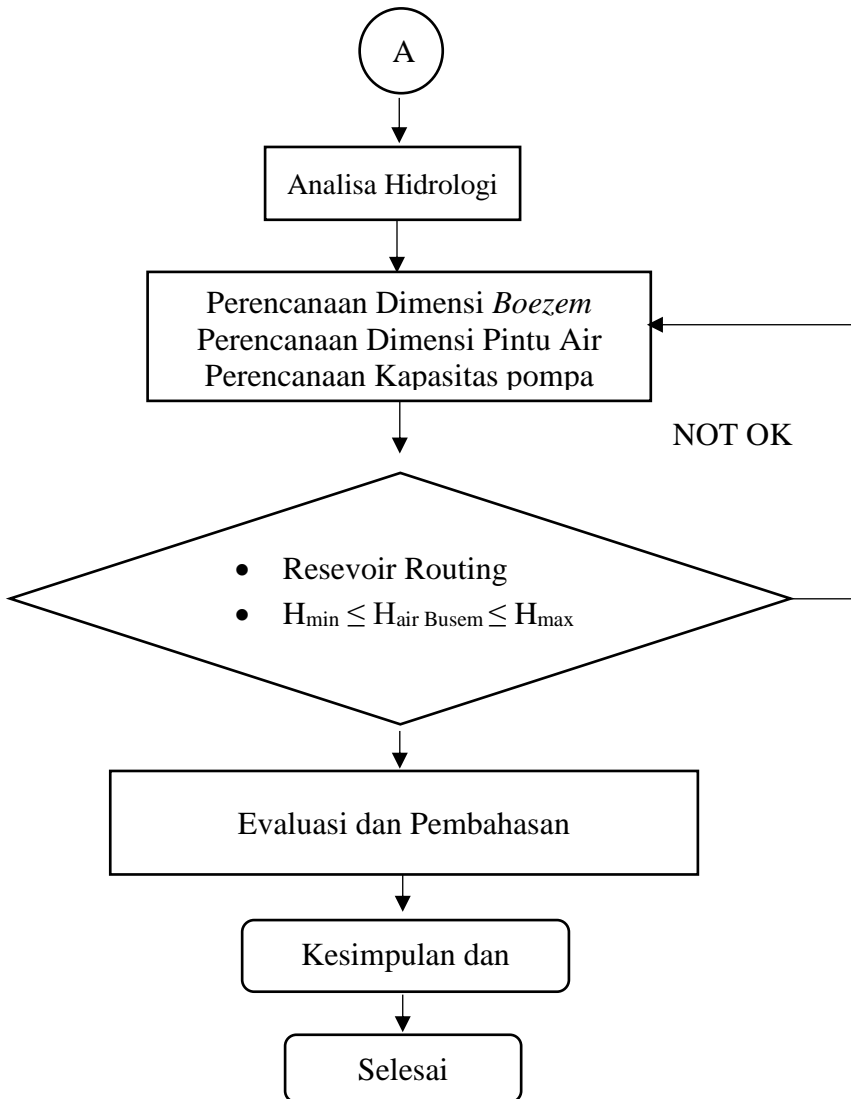 A
Analisa Hidrologi
Perencanaan Dimensi Boezem
Perencanaan Dimensi Pintu Air
Perencanaan Kapasitas pompa
NOT OK
• Resevoir Routing
• Hmin ≤ Hair Busem ≤ Hmax
Evaluasi dan Pembahasan
Kesimpulan dan
Selesai